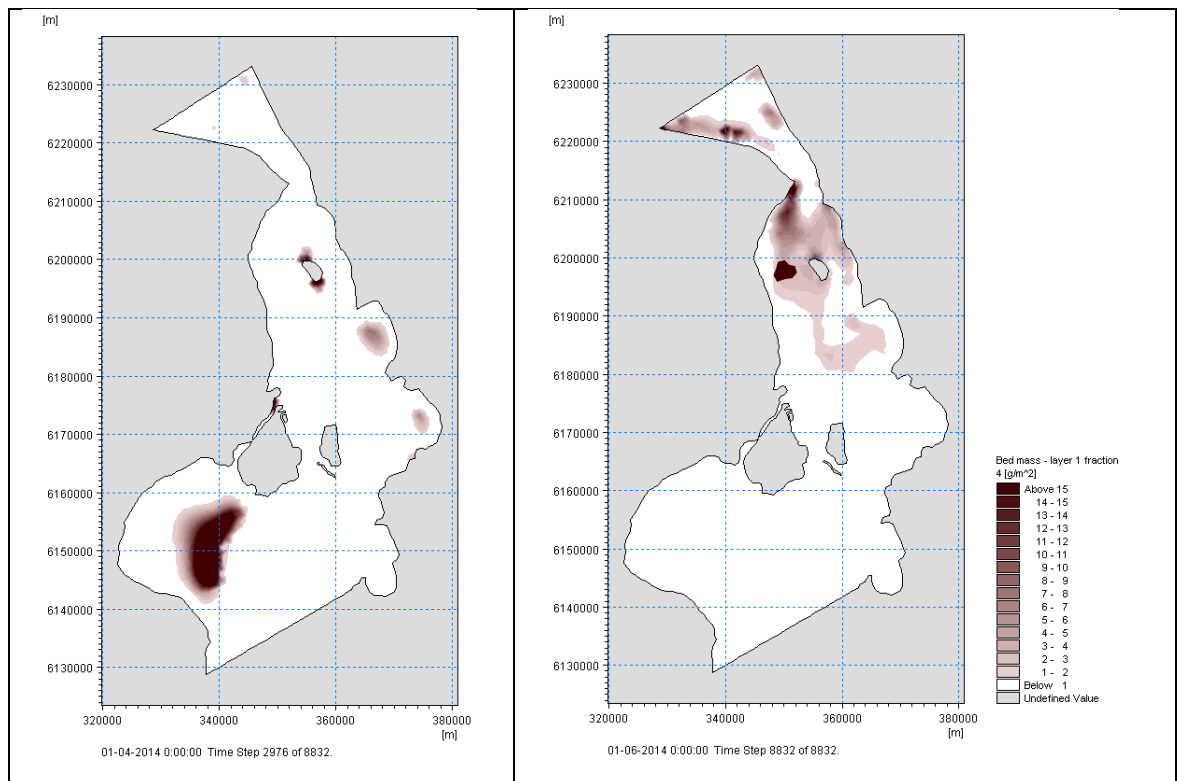 [m]
6230000
6220000
6210000
6200000
6190000
6180000
6170000
6160000
6150000
6140000
6130000
320000 340000 360000 380000
[m]
01-04-2014 0:00:00 Time Step 2976 of 8832.
[m]
6230000
6220000
6210000
6200000
6190000
6180000
6170000
6160000
6150000
6140000
6130000
320000 340000 360000 380000
[m]
01-06-2014 0:00:00 Time Step 8832 of 8832.
Bed mass - layer 1 fraction
4 [g/m^2]
Above 15
14 - 15
13 - 14
12 - 13
11 - 12
10 - 11
9 - 10
8 - 9
7 - 8
6 - 7
5 - 6
4 - 5
3 - 4
2 - 3
1 - 2
Below 1
Undefined Value